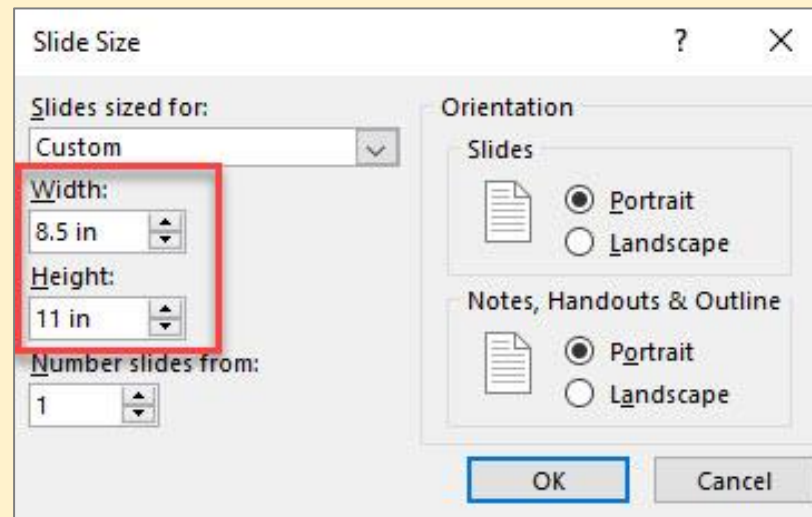 Slide Size ?
Slides sized for:
Custom
Width:
8.5 in
Height:
11 in
Number slides from:
1
Orientation
Slides
Portrait
Landscape
Notes, Handouts & Outline
Portrait
Landscape
OK Cancel